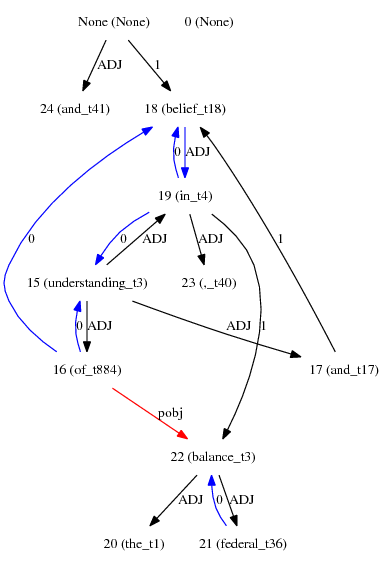 None (None) 0 (None)
ADJ 1
24 (and_t41) 18 (belief_t18)
0 ADJ
19 (in_t4)
0 0 ADJ ADJ 1
15 (understanding_t3) 23 (,_t40)
0 ADJ ADJ 1
16 (of_t884) 17 (and_t17)
pobj
22 (balance_t3)
ADJ 0 ADJ
20 (the_t1) 21 (federal_t36)